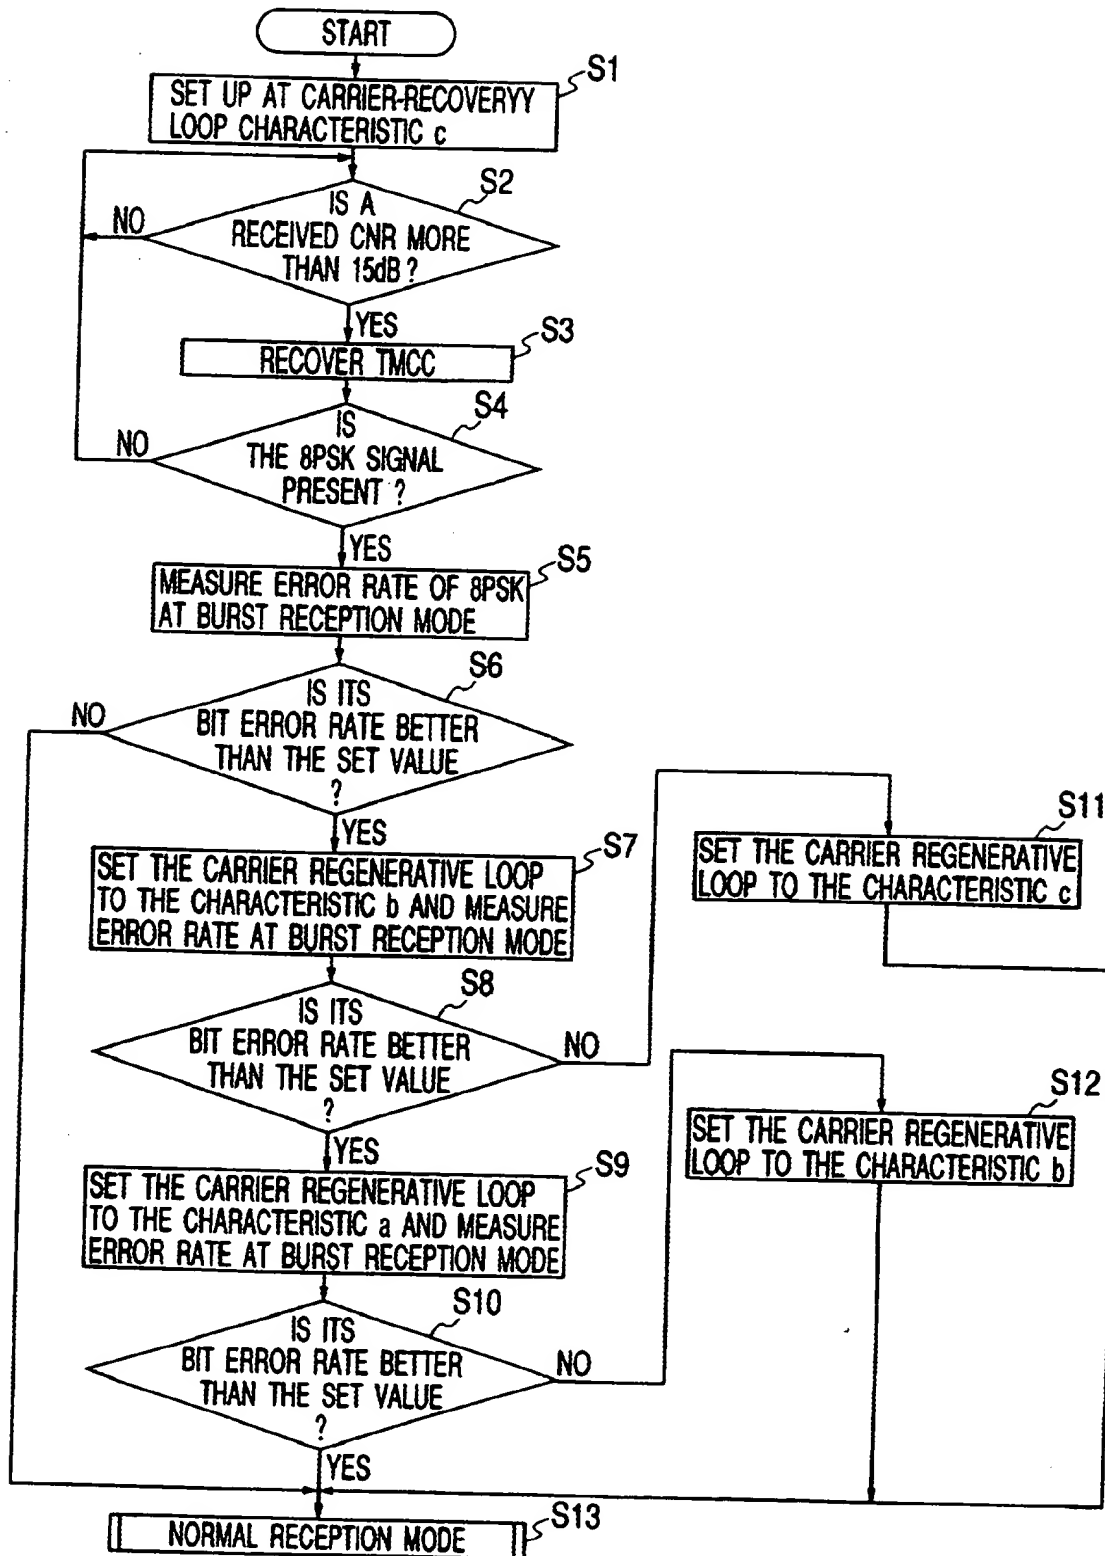 START
S1
SET UP AT CARRIER-RECOVERYY
LOOP CHARACTERISTIC c
S2
IS A
RECEIVED CNR MORE
THAN 15dB ?
NO
YES
S3
RECOVER TMCC
S4
IS
THE 8PSK SIGNAL
PRESENT ?
NO
YES
S5
MEASURE ERROR RATE OF 8PSK
AT BURST RECEPTION MODE
S6
IS ITS
BIT ERROR RATE BETTER
THAN THE SET VALUE
?
NO
YES
S7
SET THE CARRIER REGENERATIVE LOOP
TO THE CHARACTERISTIC b AND MEASURE
ERROR RATE AT BURST RECEPTION MODE
S11
SET THE CARRIER REGENERATIVE
LOOP TO THE CHARACTERISTIC c
S8
IS ITS
BIT ERROR RATE BETTER
THAN THE SET VALUE
?
NO
YES
S12
SET THE CARRIER REGENERATIVE
LOOP TO THE CHARACTERISTIC b
S9
SET THE CARRIER REGENERATIVE LOOP
TO THE CHARACTERISTIC a AND MEASURE
ERROR RATE AT BURST RECEPTION MODE
S10
IS ITS
BIT ERROR RATE BETTER
THAN THE SET VALUE
?
NO
YES
S13
NORMAL RECEPTION MODE